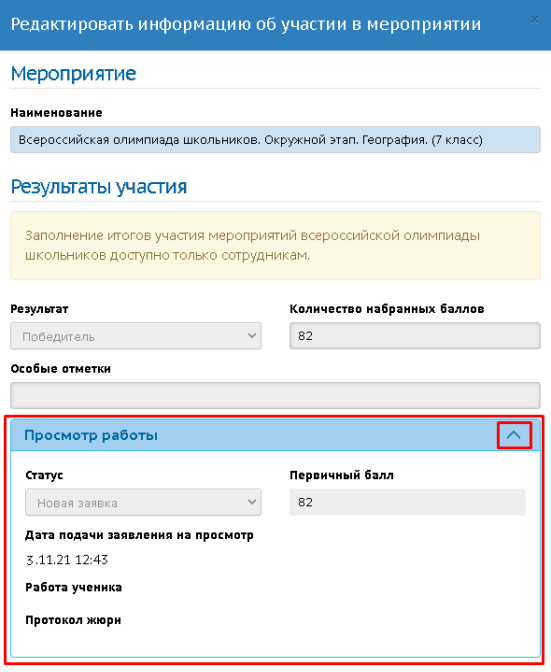 Редактировать информацию об участии в мероприятии
×
Мероприятие
Наименование
Всероссийская олимпиада школьников. Окружной этап. География. (7 класс)
Результаты участия
Заполнение итогов участия мероприятий всероссийской олимпиады
школьников доступно только сотрудникам.
Результат
Количество набранных баллов
Победитель
82
Особые отметки
Просмотр работы
Статус
Первичный балл
Новая заявка
82
Дата подачи заявления на просмотр
3.11.21 12:43
Работа ученика
Протокол жюри